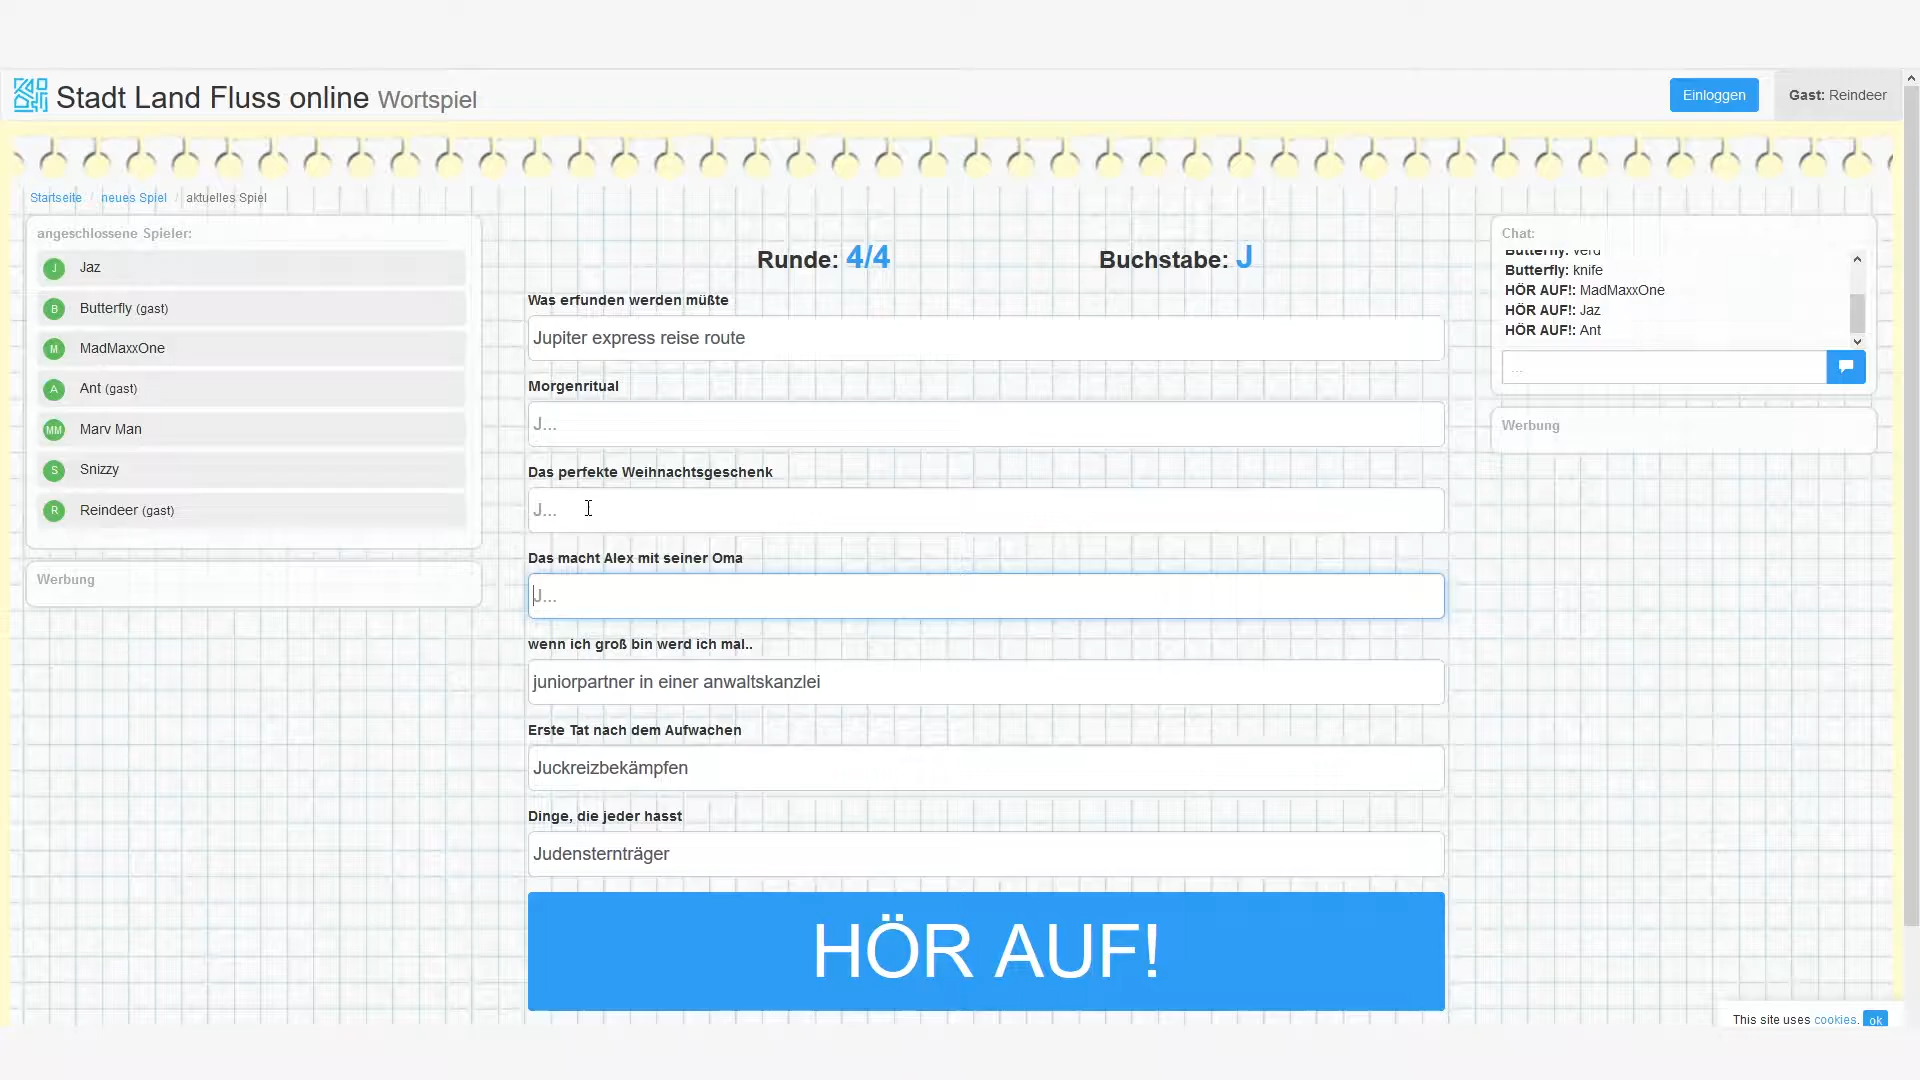 Stadt Land Fluss online Wortspiel
Einloggen
Gast: Reindeer
Startseite / neues Spiel / aktuelles Spiel
angeschlossene Spieler:
J Jaz
B Butterfly (gast)
M MadMaxxOne
A Ant (gast)
MM Marv Man
S Snizzy
R Reindeer (gast)
Werbung
Runde: 4/4
Buchstabe: J
Was erfunden werden müßte
Jupiter express reise route
Morgenritual
J...
Das perfekte Weihnachtsgeschenk
J...
Das macht Alex mit seiner Oma
J...
wenn ich groß bin werd ich mal..
juniorpartner in einer anwaltskanzlei
Erste Tat nach dem Aufwachen
Juckreizbekämpfen
Dinge, die jeder hasst
Judensternträger
HÖR AUF!
Chat:
Butterfly: verd
Butterfly: knife
HÖR AUF!: MadMaxxOne
HÖR AUF!: Jaz
HÖR AUF!: Ant
...
Werbung
This site uses cookies. ok